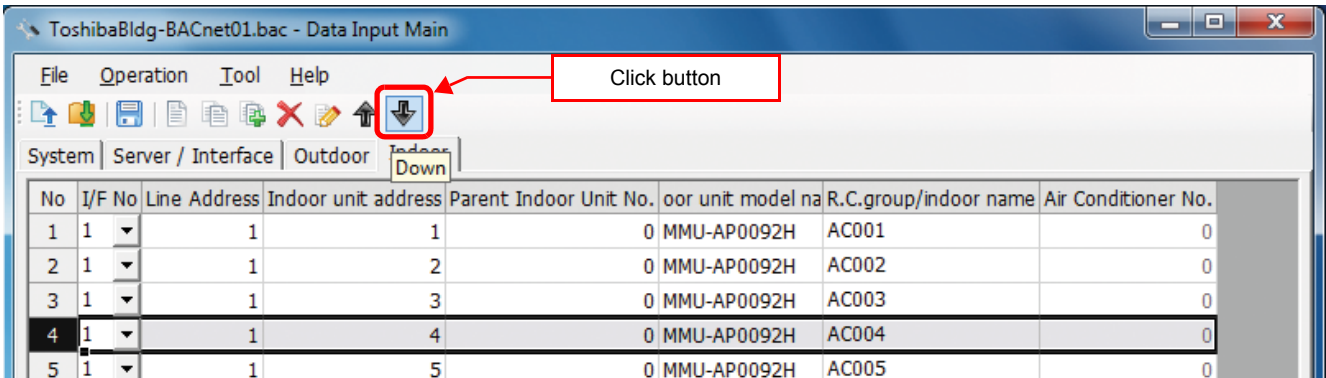 ToshibaBldg-BACnet01.bac - Data Input Main
File Operation Tool Help
Click button
System Server / Interface Outdoor Indoor
Down
No I/F No Line Address Indoor unit address Parent Indoor Unit No. oor unit model na R.C.group/indoor name Air Conditioner No.
1 1 1 1 0 MMU-AP0092H AC001 0
2 1 1 2 0 MMU-AP0092H AC002 0
3 1 1 3 0 MMU-AP0092H AC003 0
4 1 1 4 0 MMU-AP0092H AC004 0
5 1 1 5 0 MMU-AP0092H AC005 0